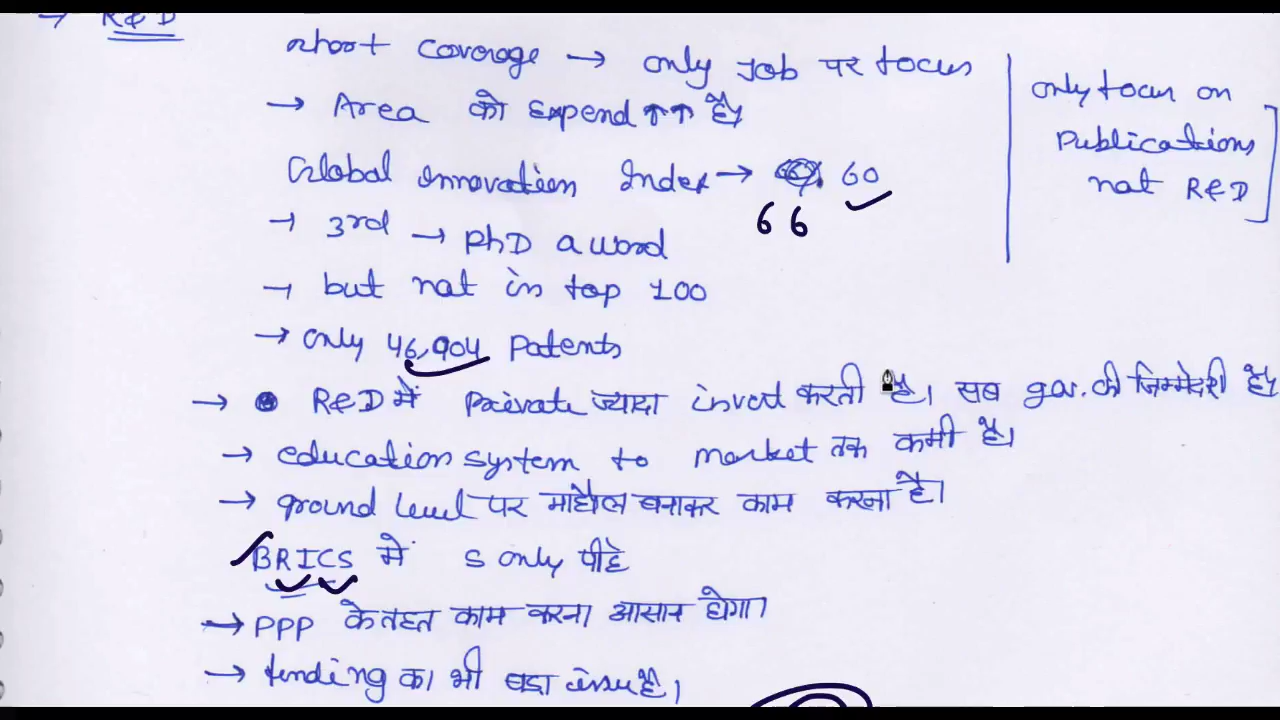 → R&D
short coverage → only Job पर focus
→ Area को Expend ↑↑ है
Global Innovation Index → 60
66
→ 3rd → PhD award
→ but not in top 100
→ only 46,904 Patents
→ R&D में Private ज्यादा invest करती है। सब gov. की जिम्मेदारी है
→ education system to market तक कमी है।
→ ground level पर माहौल बनाकर काम करना है।
BRICS में S only पीछे
→ PPP के तहत काम करना आसान होगा।
→ funding का भी बड़ा issue है।
only focus on
Publications
not R&D